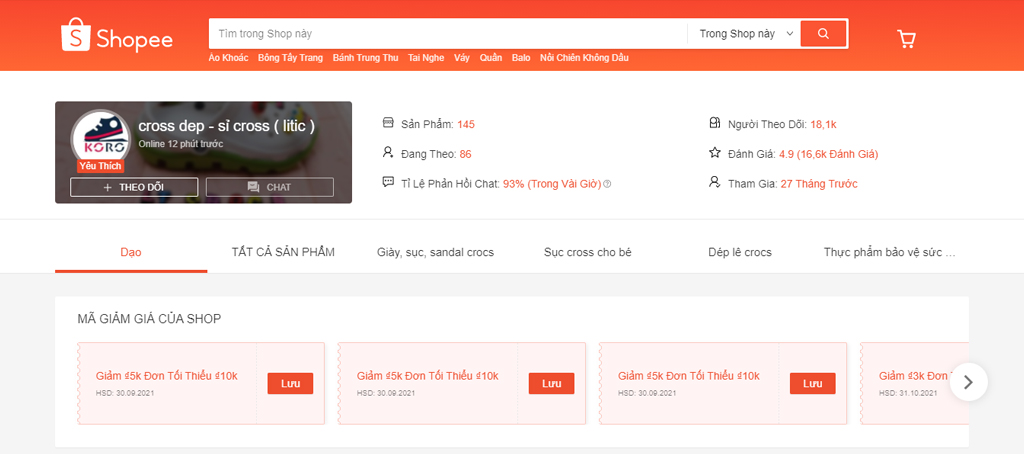 Shopee
Tìm trong Shop này
Trong Shop này
Áo Khoác Bông Tẩy Trang Bánh Trung Thu Tai Nghe Váy Quần Balo Nồi Chiên Không Dầu
KORO
Yêu Thích
cross dep - sỉ cross ( litic )
Online 12 phút trước
+ THEO DÕI
CHAT
Sản Phẩm: 145
Người Theo Dõi: 18,1k
Đang Theo: 86
Đánh Giá: 4.9 (16,6k Đánh Giá)
Tỉ Lệ Phản Hồi Chat: 93% (Trong Vài Giờ)
Tham Gia: 27 Tháng Trước
Dạo
TẤT CẢ SẢN PHẨM
Giày, sục, sandal crocs
Sục cross cho bé
Dép lê crocs
Thực phẩm bảo vệ sức ...
MÃ GIẢM GIÁ CỦA SHOP
Giảm ₫5k Đơn Tối Thiểu ₫10k
HSD: 30.09.2021
Lưu
Giảm ₫5k Đơn Tối Thiểu ₫10k
HSD: 30.09.2021
Lưu
Giảm ₫5k Đơn Tối Thiểu ₫10k
HSD: 30.09.2021
Lưu
Giảm ₫3k Đơn
HSD: 31.10.2021